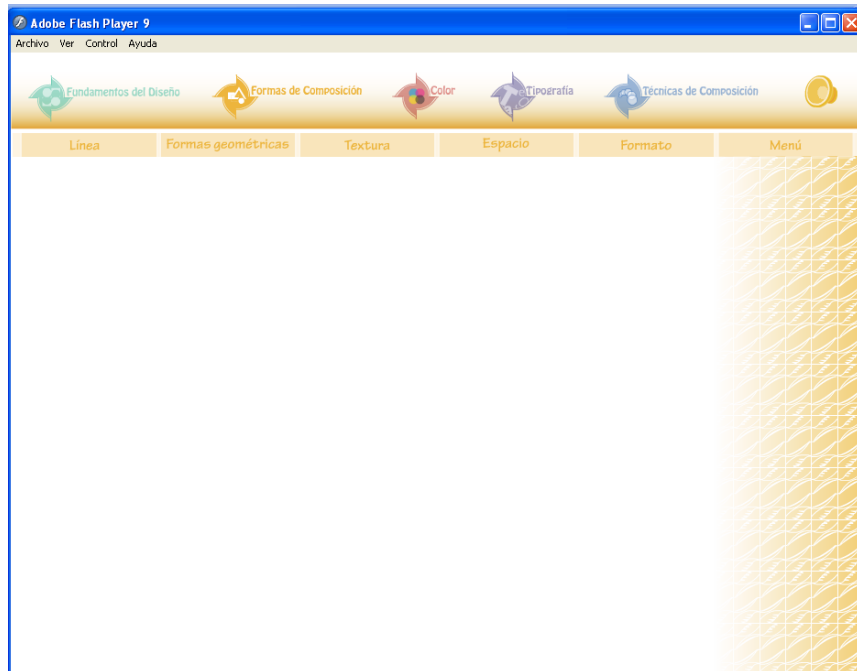 Adobe Flash Player 9
Archivo Ver Control Ayuda
Fundamentos del Diseño Formas de Composición Color Tipografía Técnicas de Composición
Línea Formas geométricas Textura Espacio Formato Menú